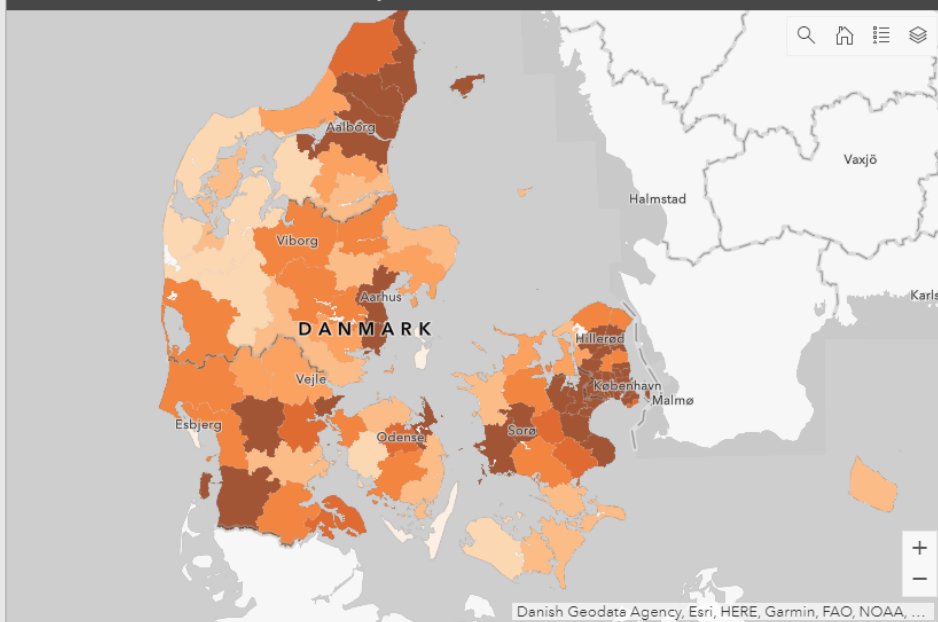 Aalborg
Vaxjö
Halmstad
Viborg
Karls
Aarhus
DANMARK
Hillerød
Vejle
København
Malmø
Esbjerg
Sorø
Odense
+
−
Danish Geodata Agency, Esri, HERE, Garmin, FAO, NOAA, ...